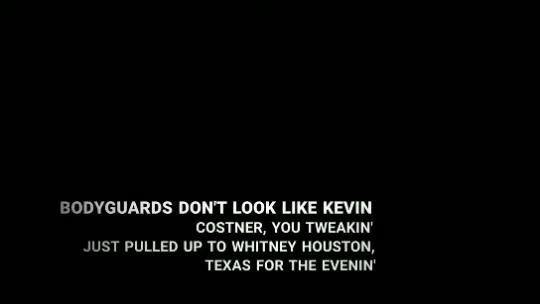 BODYGUARDS DON'T LOOK LIKE KEVIN
COSTNER, YOU TWEAKIN'
JUST PULLED UP TO WHITNEY HOUSTON,
TEXAS FOR THE EVENIN'